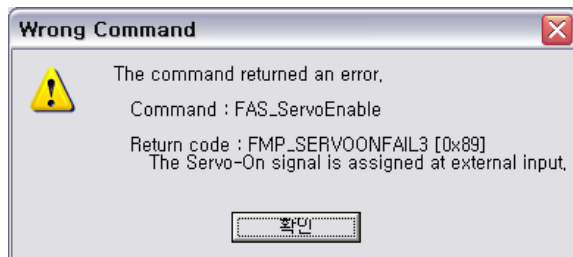 Wrong Command
The command returned an error,
Command : FAS_ServoEnable
Return code : FMP_SERVOONFAIL3 [0x89]
The Servo-On signal is assigned at external input,
확인